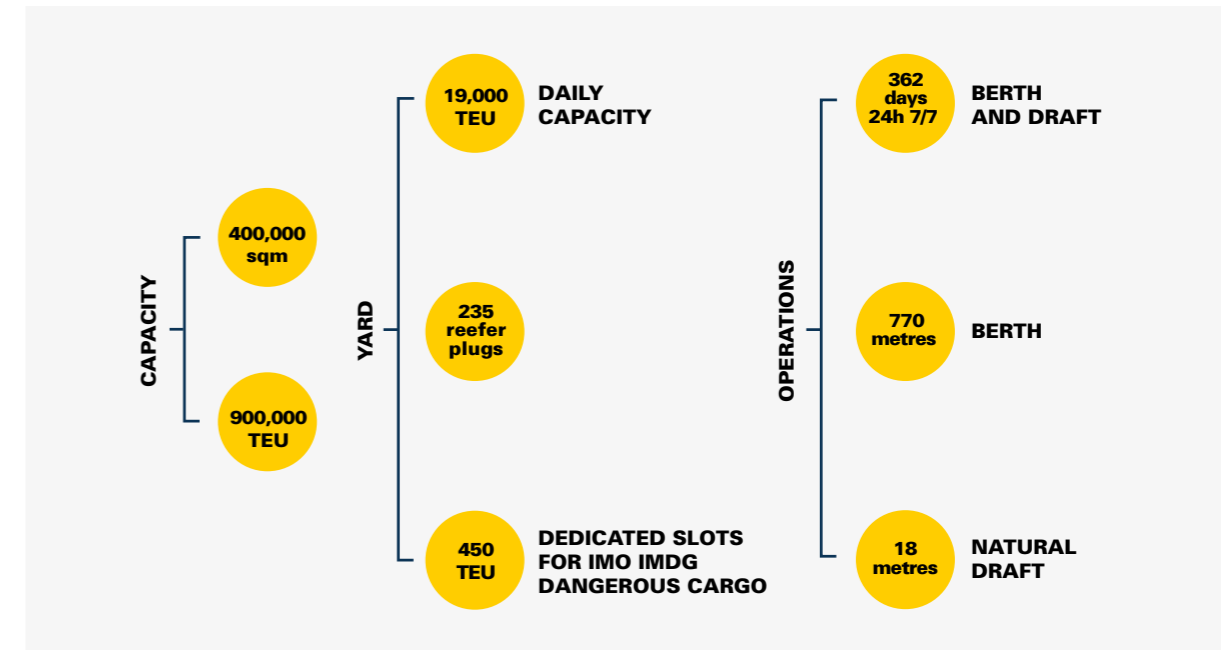 CAPACITY
400,000
sqm
900,000
TEU
YARD
19,000
TEU
DAILY
CAPACITY
235
reefer
plugs
450
TEU
DEDICATED SLOTS
FOR IMO IMDG
DANGEROUS CARGO
OPERATIONS
362
days
24h 7/7
BERTH
AND DRAFT
770
metres
BERTH
18
metres
NATURAL
DRAFT